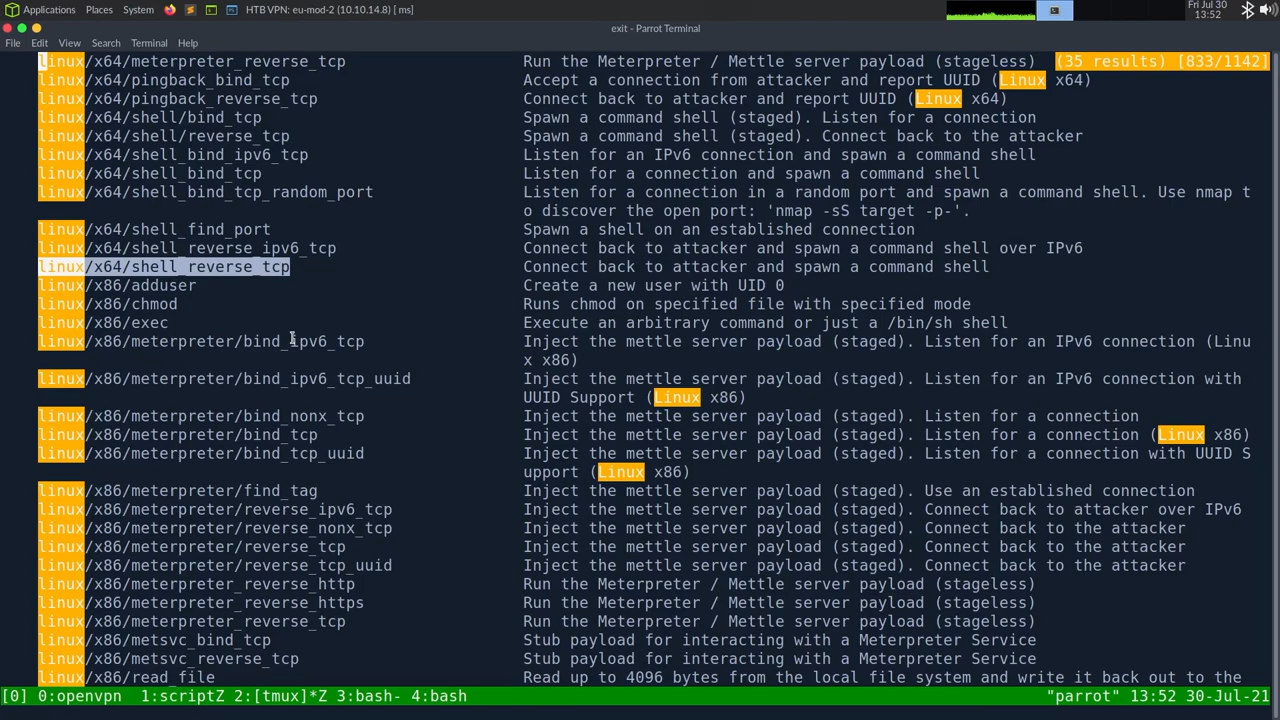 Applications Places System HTB VPN: eu-mod-2 (10.10.14.8) [ ms]
Fri Jul 30
13:52
exit - Parrot Terminal
File Edit View Search Terminal Help
linux/x64/meterpreter_reverse_tcp Run the Meterpreter / Mettle server payload (stageless) (35 results) [833/1142]
linux/x64/pingback_bind_tcp Accept a connection from attacker and report UUID (Linux x64)
linux/x64/pingback_reverse_tcp Connect back to attacker and report UUID (Linux x64)
linux/x64/shell/bind_tcp Spawn a command shell (staged). Listen for a connection
linux/x64/shell/reverse_tcp Spawn a command shell (staged). Connect back to the attacker
linux/x64/shell_bind_ipv6_tcp Listen for an IPv6 connection and spawn a command shell
linux/x64/shell_bind_tcp Listen for a connection and spawn a command shell
linux/x64/shell_bind_tcp_random_port Listen for a connection in a random port and spawn a command shell. Use nmap t
o discover the open port: 'nmap -sS target -p-'.
linux/x64/shell_find_port Spawn a shell on an established connection
linux/x64/shell_reverse_ipv6_tcp Connect back to attacker and spawn a command shell over IPv6
linux/x64/shell_reverse_tcp Connect back to attacker and spawn a command shell
linux/x86/adduser Create a new user with UID 0
linux/x86/chmod Runs chmod on specified file with specified mode
linux/x86/exec Execute an arbitrary command or just a /bin/sh shell
linux/x86/meterpreter/bind_ipv6_tcp Inject the mettle server payload (staged). Listen for an IPv6 connection (Linu
x x86)
linux/x86/meterpreter/bind_ipv6_tcp_uuid Inject the mettle server payload (staged). Listen for an IPv6 connection with
UUID Support (Linux x86)
linux/x86/meterpreter/bind_nonx_tcp Inject the mettle server payload (staged). Listen for a connection
linux/x86/meterpreter/bind_tcp Inject the mettle server payload (staged). Listen for a connection (Linux x86)
linux/x86/meterpreter/bind_tcp_uuid Inject the mettle server payload (staged). Listen for a connection with UUID S
upport (Linux x86)
linux/x86/meterpreter/find_tag Inject the mettle server payload (staged). Use an established connection
linux/x86/meterpreter/reverse_ipv6_tcp Inject the mettle server payload (staged). Connect back to attacker over IPv6
linux/x86/meterpreter/reverse_nonx_tcp Inject the mettle server payload (staged). Connect back to the attacker
linux/x86/meterpreter/reverse_tcp Inject the mettle server payload (staged). Connect back to the attacker
linux/x86/meterpreter/reverse_tcp_uuid Inject the mettle server payload (staged). Connect back to the attacker
linux/x86/meterpreter_reverse_http Run the Meterpreter / Mettle server payload (stageless)
linux/x86/meterpreter_reverse_https Run the Meterpreter / Mettle server payload (stageless)
linux/x86/meterpreter_reverse_tcp Run the Meterpreter / Mettle server payload (stageless)
linux/x86/metsvc_bind_tcp Stub payload for interacting with a Meterpreter Service
linux/x86/metsvc_reverse_tcp Stub payload for interacting with a Meterpreter Service
linux/x86/read_file Read up to 4096 bytes from the local file system and write it back out to the
[0] 0:openvpn 1:scriptZ 2:[tmux]*Z 3:bash- 4:bash "parrot" 13:52 30-Jul-21